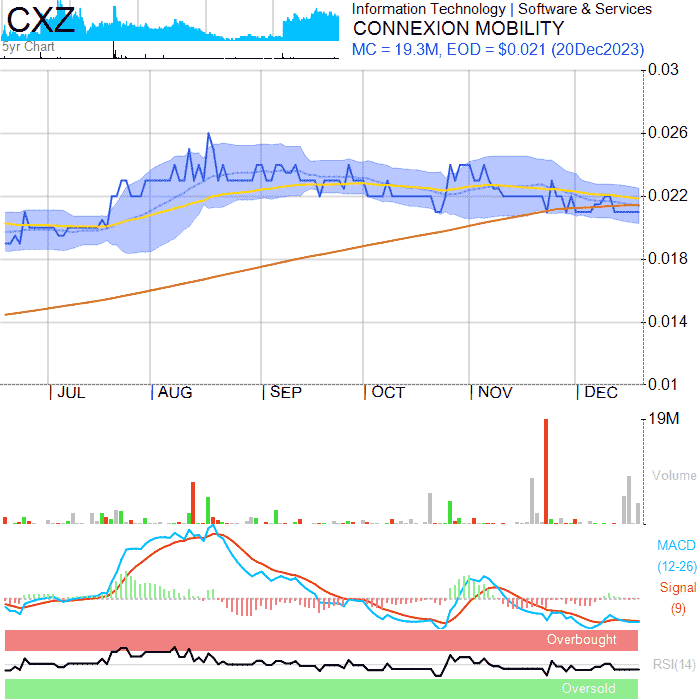 CXZ
5yr Chart
Information Technology | Software & Services
CONNEXION MOBILITY
MC = 19.3M, EOD = $0.021 (20Dec2023)
0.03
0.026
0.022
0.018
0.014
0.01
JUL AUG SEP OCT NOV DEC
19M
Volume
MACD
(12-26)
Signal
(9)
Overbought
RSI(14)
Oversold